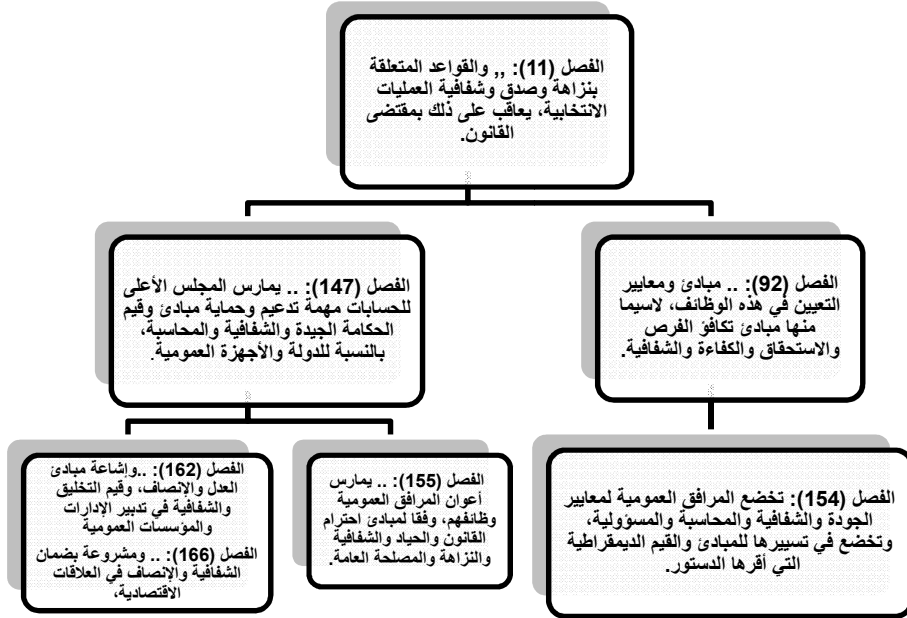 الفصل (11): ,, والقواعد المتعلقة
بنزاهة وصدق وشفافية العمليات
الانتخابية، يعاقب على ذلك بمقتضى
القانون.
الفصل (92): .. مبادئ ومعايير
التعيين في هذه الوظائف، لاسيما
منها مبادئ تكافؤ الفرص
والاستحقاق والكفاءة والشفافية.
الفصل (147): .. يمارس المجلس الأعلى
للحسابات مهمة تدعيم وحماية مبادئ وقيم
الحكامة الجيدة والشفافية والمحاسبة،
بالنسبة للدولة والأجهزة العمومية.
الفصل (154): تخضع المرافق العمومية لمعايير
الجودة والشفافية والمحاسبة والمسؤولية،
وتخضع في تسييرها للمبادئ والقيم الديمقراطية
التي أقرها الدستور.
الفصل (155): .. يمارس
أعوان المرافق العمومية
وظائفهم، وفقا لمبادئ احترام
القانون والحياد والشفافية
والنزاهة والمصلحة العامة.
الفصل (162): ..وإشاعة مبادئ
العدل والإنصاف، وقيم التخليق
والشفافية في تدبير الإدارات
والمؤسسات العمومية
الفصل (166): .. ومشروعة بضمان
الشفافية والإنصاف في العلاقات
الاقتصادية،